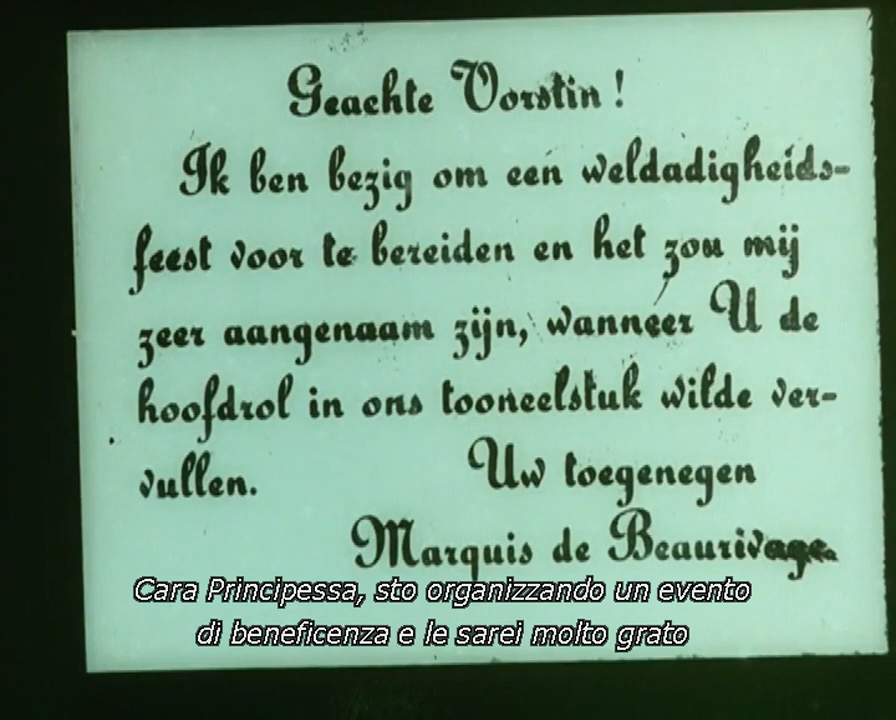 Geachte Vorstin!
Ik ben bezig om een weldadigheids-
feest voor te bereiden en het zou mij
zeer aangenaam zijn, wanneer U de
hoofdrol in ons tooneelstuk wilde ver-
vullen. Uw toegenegen
Marquis de Beaurivage.
Cara Principessa, sto organizzando un evento
di beneficenza e le sarei molto grato